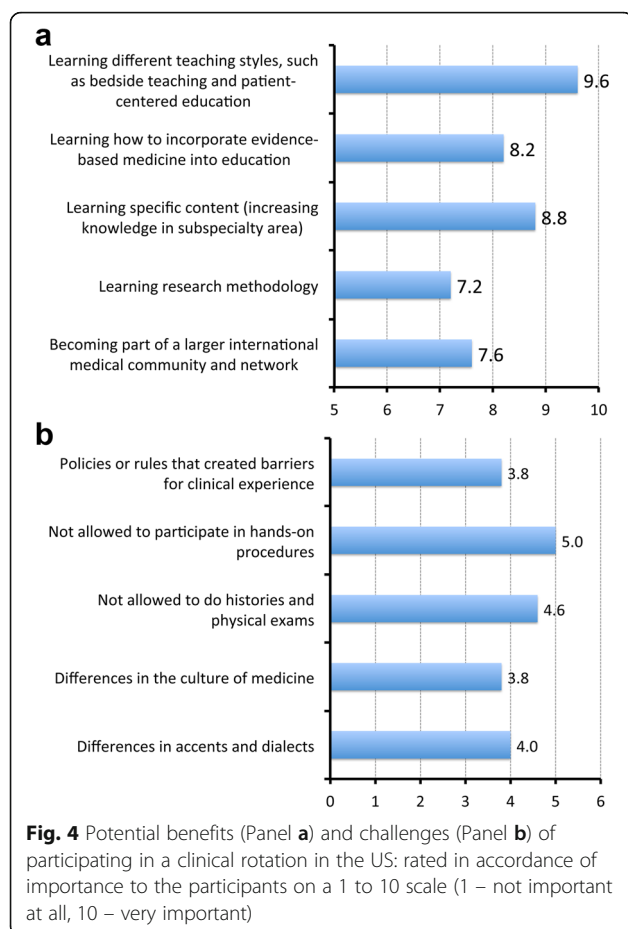 a
Learning different teaching styles, such
as bedside teaching and patient-
centered education
9.6
Learning how to incorporate evidence-
based medicine into education
8.2
Learning specific content (increasing
knowledge in subspecialty area)
8.8
Learning research methodology
7.2
Becoming part of a larger international
medical community and network
7.6
5 6 7 8 9 10
b
Policies or rules that created barriers
for clinical experience
3.8
Not allowed to participate in hands-on
procedures
5.0
Not allowed to do histories and
physical exams
4.6
Differences in the culture of medicine
3.8
Differences in accents and dialects
4.0
0 1 2 3 4 5 6
Fig. 4 Potential benefits (Panel a) and challenges (Panel b) of
participating in a clinical rotation in the US: rated in accordance of
importance to the participants on a 1 to 10 scale (1 – not important
at all, 10 – very important)